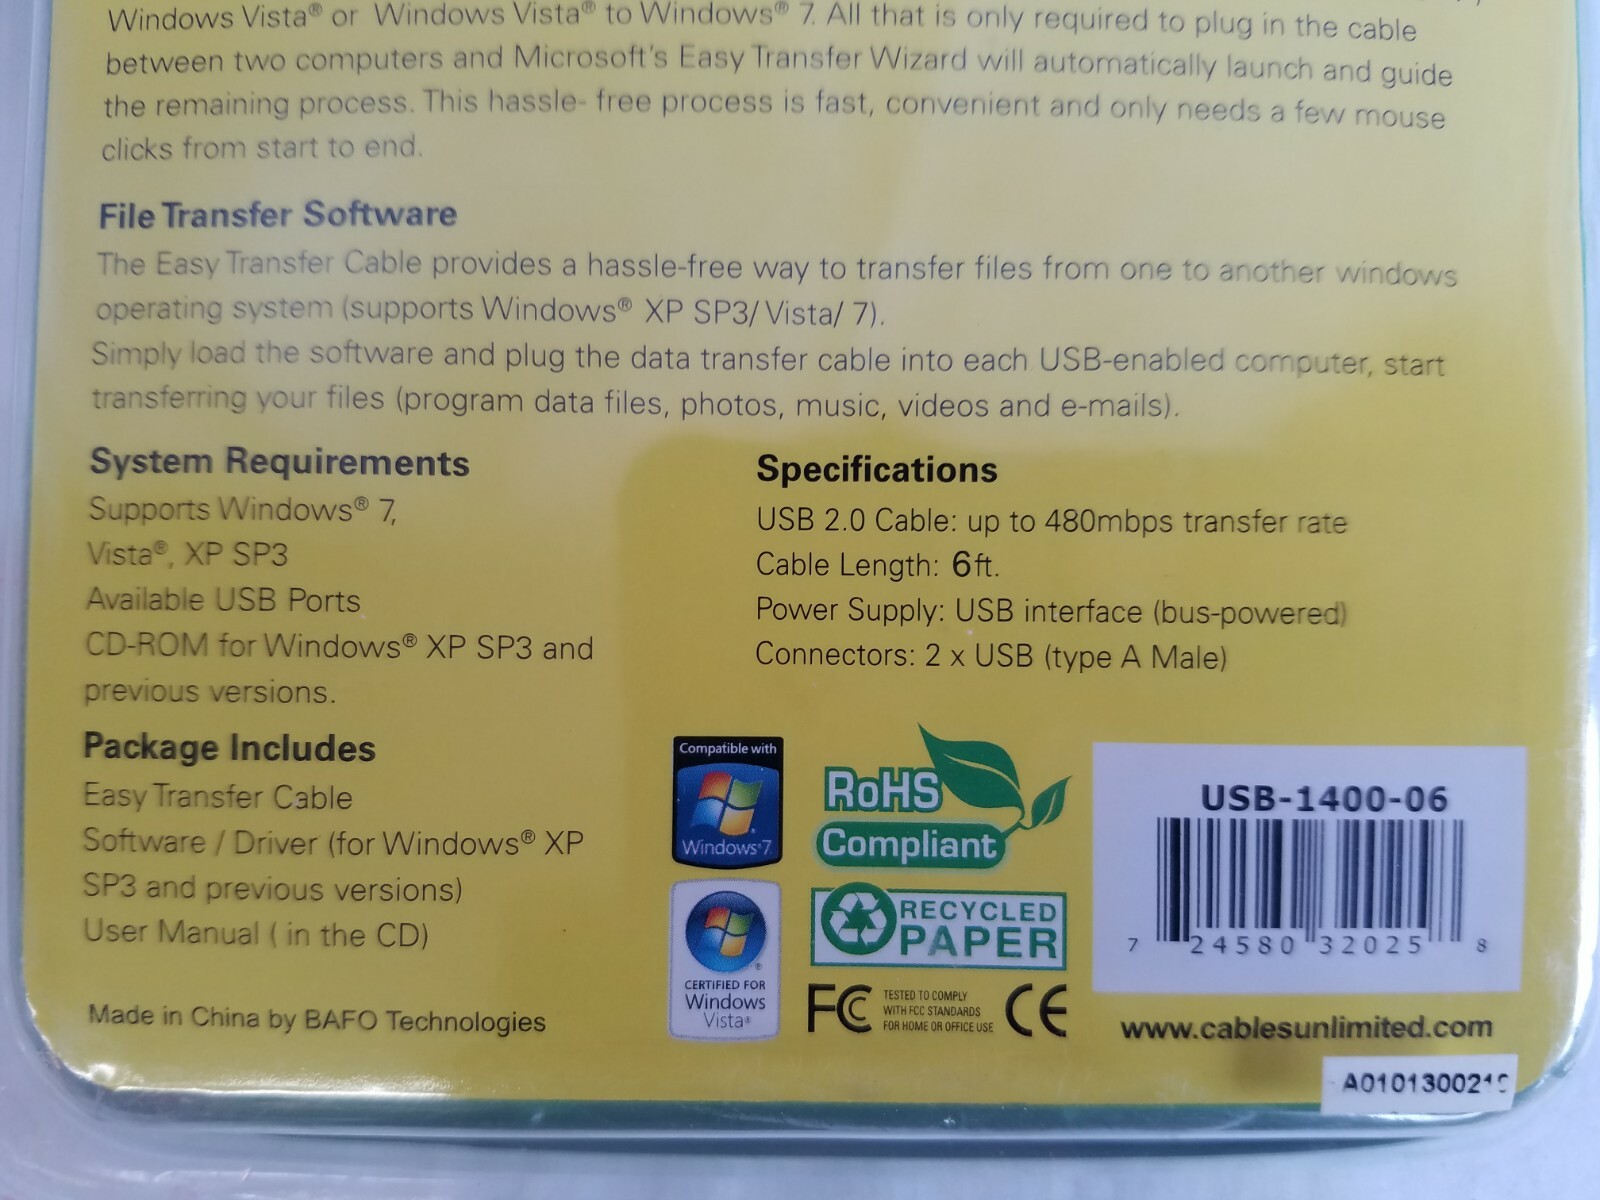 Windows Vista® or Windows Vista® to Windows® 7. All that is only required to plug in the cable
between two computers and Microsoft's Easy Transfer Wizard will automatically launch and guide
the remaining process. This hassle- free process is fast, convenient and only needs a few mouse
clicks from start to end.
File Transfer Software
The Easy Transfer Cable provides a hassle-free way to transfer files from one to another windows
operating system (supports Windows® XP SP3/ Vista/ 7).
Simply load the software and plug the data transfer cable into each USB-enabled computer, start
transferring your files (program data files, photos, music, videos and e-mails).
System Requirements
Supports Windows® 7,
Vista®, XP SP3
Available USB Ports
CD-ROM for Windows® XP SP3 and
previous versions.
Package Includes
Easy Transfer Cable
Software / Driver (for Windows® XP
SP3 and previous versions)
User Manual ( in the CD)
Made in China by BAFO Technologies
Specifications
USB 2.0 Cable: up to 480mbps transfer rate
Cable Length: 6ft.
Power Supply: USB interface (bus-powered)
Connectors: 2 x USB (type A Male)
Compatible with
Windows®7
CERTIFIED FOR
Windows
Vista®
RoHS
Compliant
RECYCLED
PAPER
FC
TESTED TO COMPLY
WITH FCC STANDARDS
FOR HOME OR OFFICE USE
CE
USB-1400-06
7 24580 32025 8
www.cablesunlimited.com